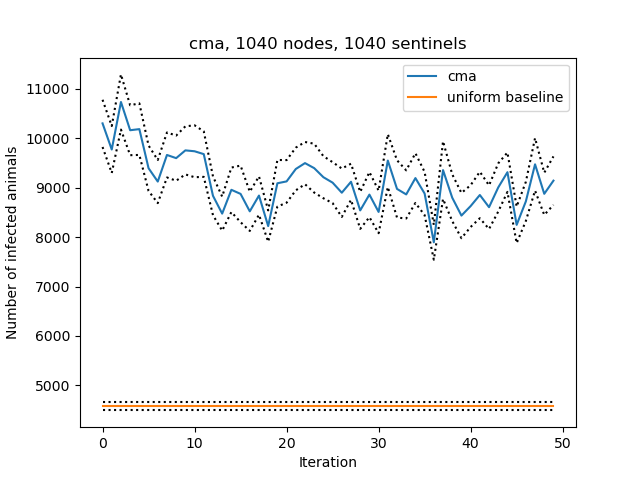 cma, 1040 nodes, 1040 sentinels
cma
uniform baseline
Number of infected animals
11000
10000
9000
8000
7000
6000
5000
0 10 20 30 40 50
Iteration